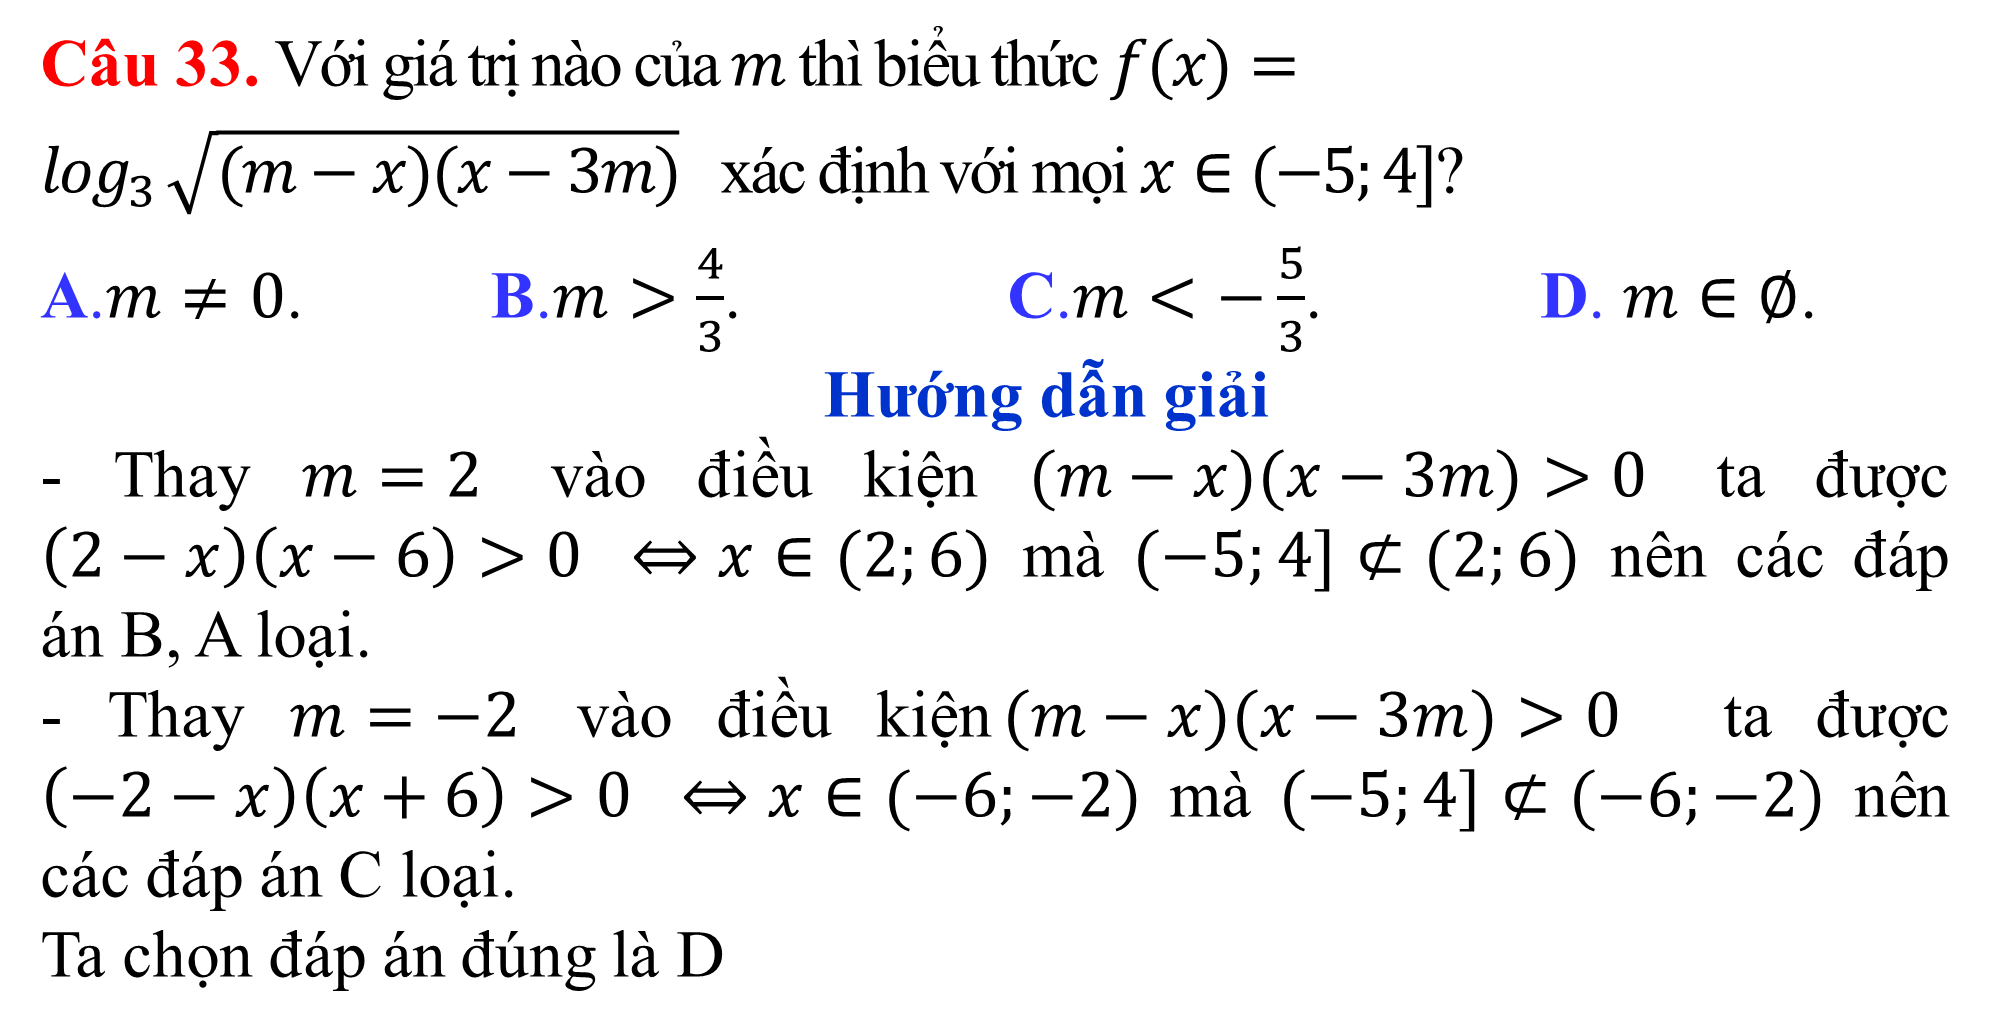 Câu 33. Với giá trị nào của m thì biểu thức f(x) =
log₃√((m − x)(x − 3m)) xác định với mọi x ∈ (−5; 4]?
A.m ≠ 0. B.m > 4/3. C.m < −5/3. D. m ∈ ∅.
Hướng dẫn giải
- Thay m = 2 vào điều kiện (m − x)(x − 3m) > 0 ta được
(2 − x)(x − 6) > 0 ⇔ x ∈ (2; 6) mà (−5; 4] ⊄ (2; 6) nên các đáp
án B, A loại.
- Thay m = −2 vào điều kiện (m − x)(x − 3m) > 0 ta được
(−2 − x)(x + 6) > 0 ⇔ x ∈ (−6; −2) mà (−5; 4] ⊄ (−6; −2) nên
các đáp án C loại.
Ta chọn đáp án đúng là D